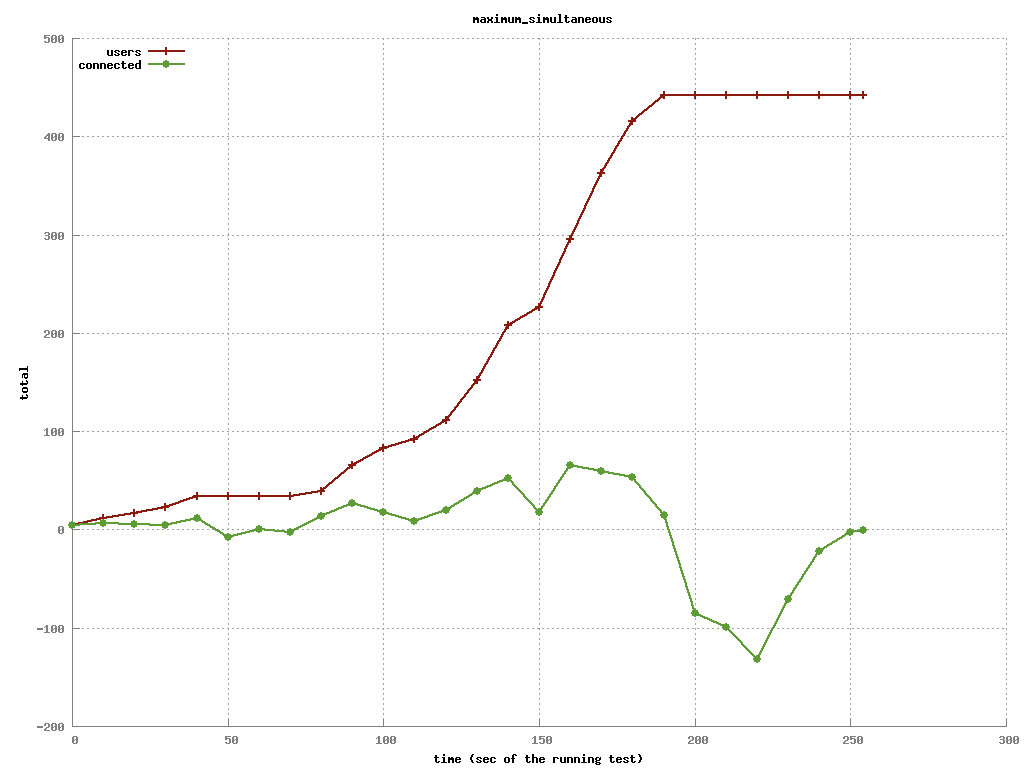 maximum_simultaneous
500
users
connected
400
300
200
total
100
0
-100
-200
0 50 100 150 200 250 300
time (sec of the running test)